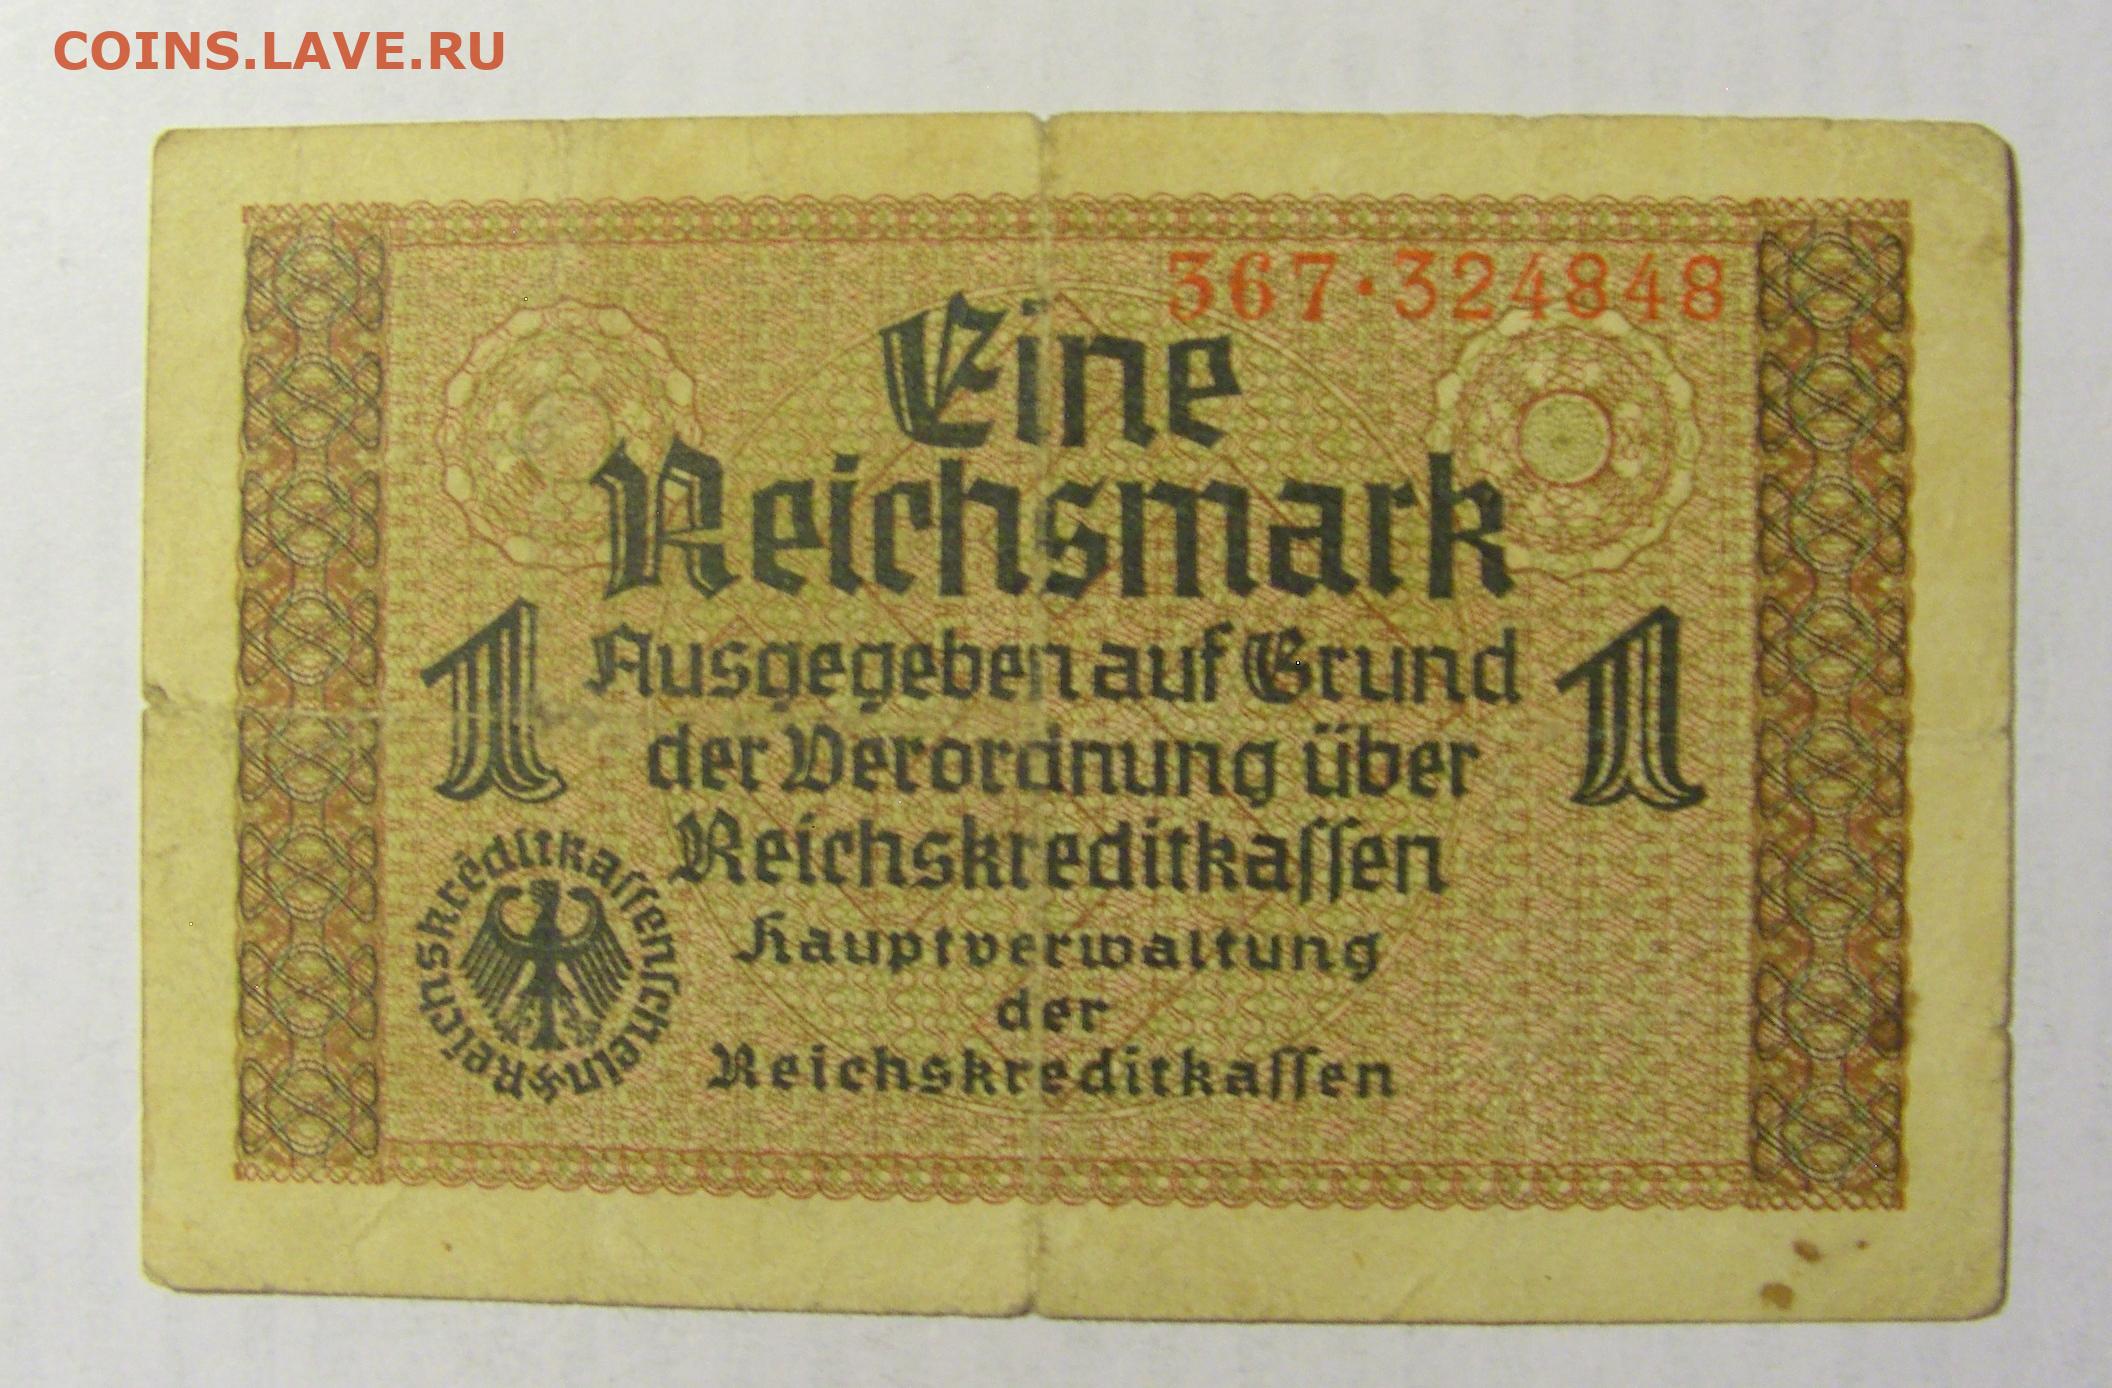 COINS.LAVE.RU
367·324848
Eine
Reichsmark
1 Ausgegeben auf Grund 1
der Verordnung über
Reichskreditkassen
Hauptverwaltung
der
Reichskreditkassen
Reichskreditkassenscheins